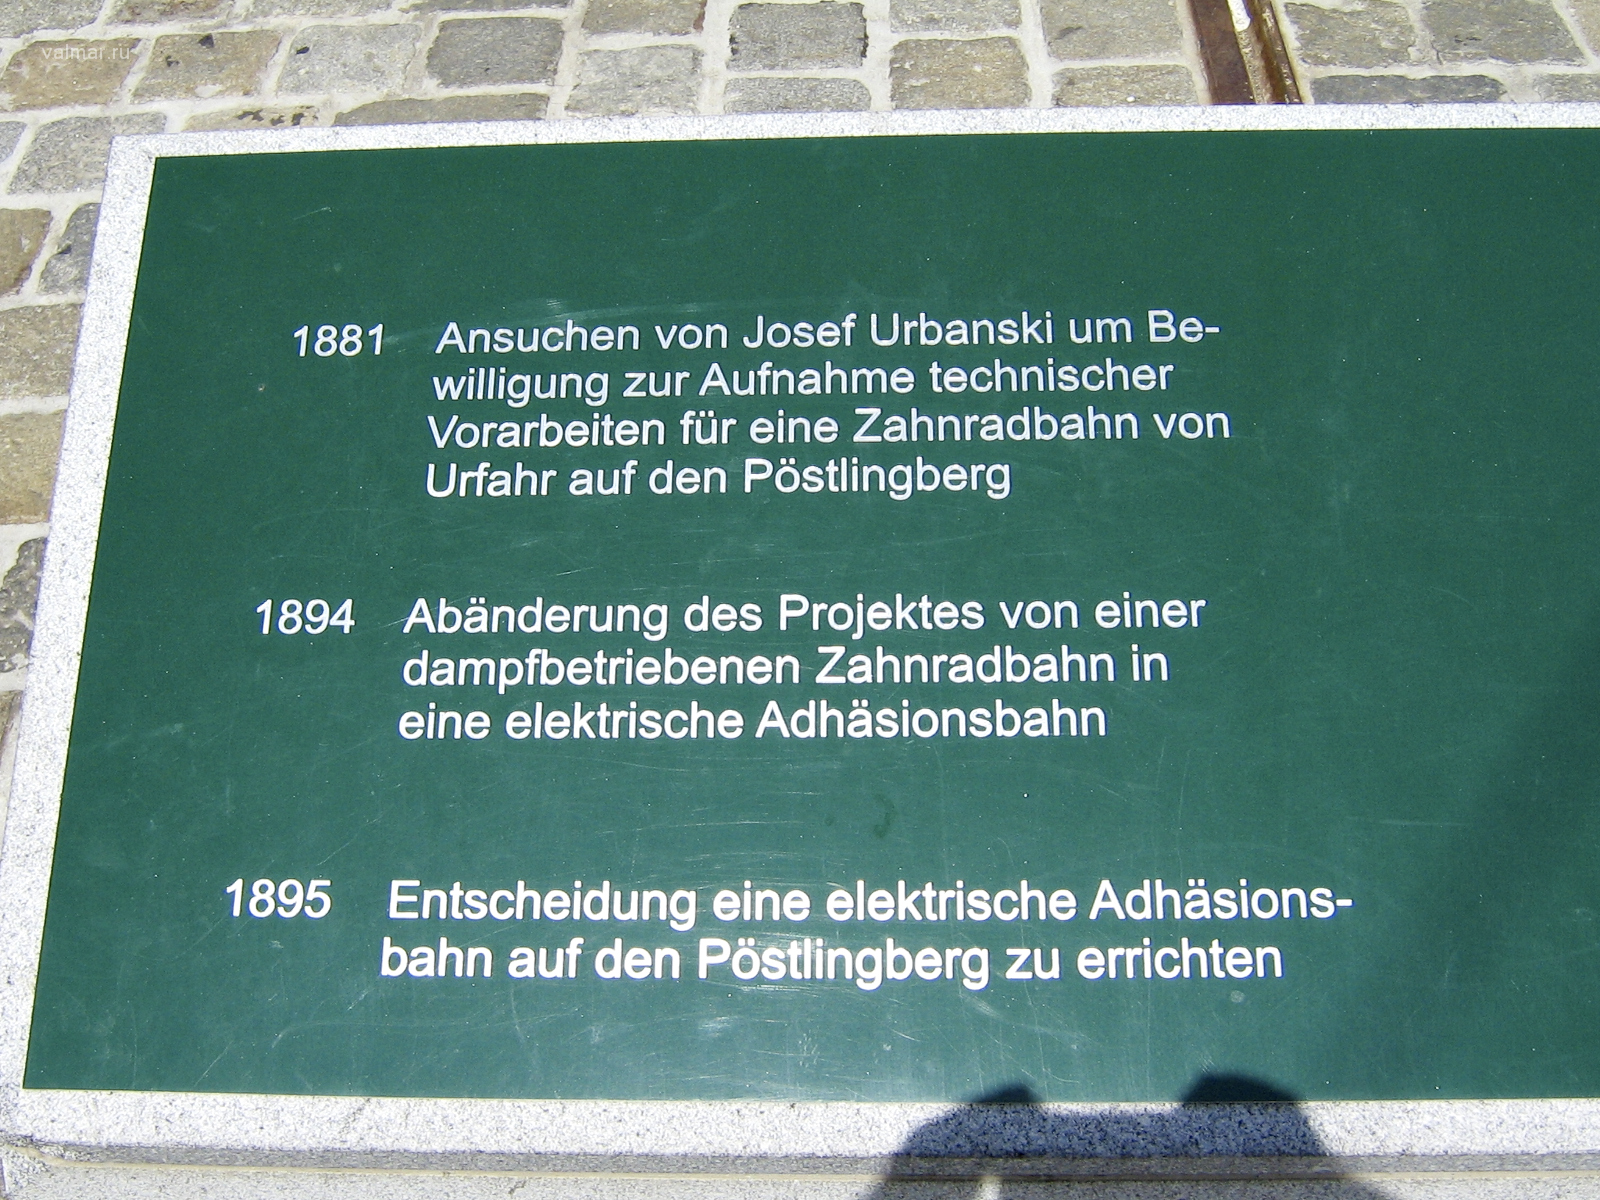 valmai.ru
1881 Ansuchen von Josef Urbanski um Be-
willigung zur Aufnahme technischer
Vorarbeiten für eine Zahnradbahn von
Urfahr auf den Pöstlingberg
1894 Abänderung des Projektes von einer
dampfbetriebenen Zahnradbahn in
eine elektrische Adhäsionsbahn
1895 Entscheidung eine elektrische Adhäsions-
bahn auf den Pöstlingberg zu errichten